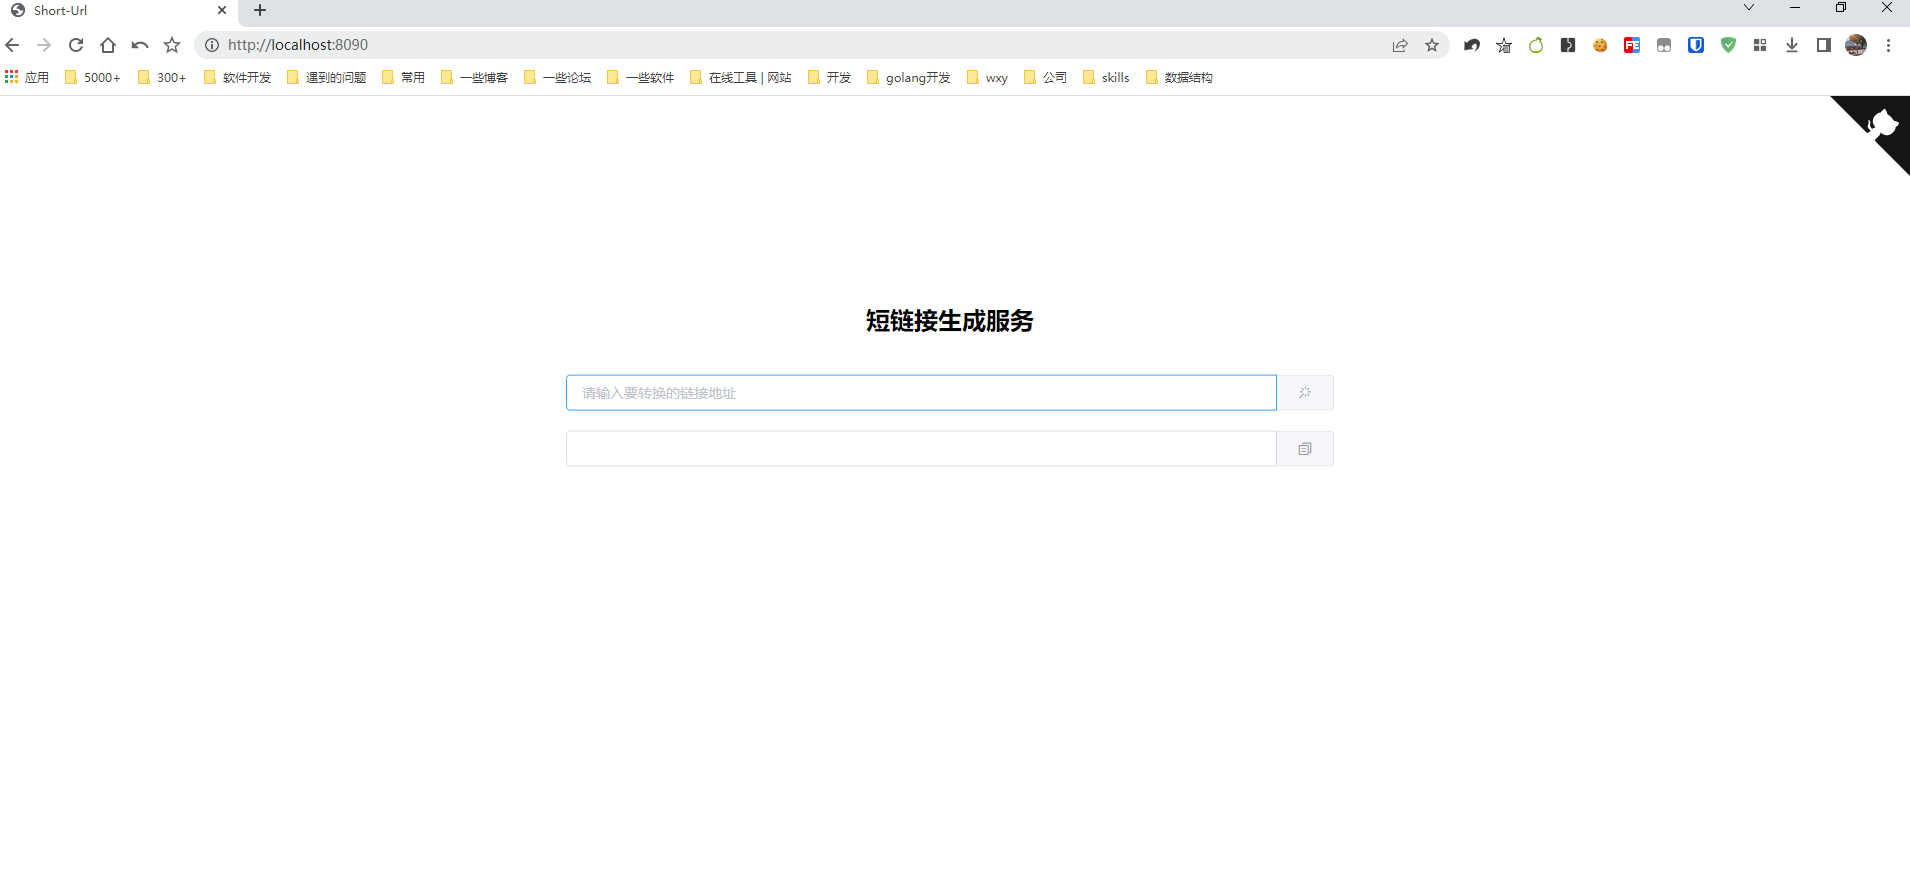 Short-Url
http://localhost:8090
应用 5000+ 300+ 软件开发 遇到的问题 常用 一些博客 一些论坛 一些软件 在线工具 | 网站 开发 golang开发 wxy 公司 skills 数据结构
短链接生成服务
请输入要转换的链接地址